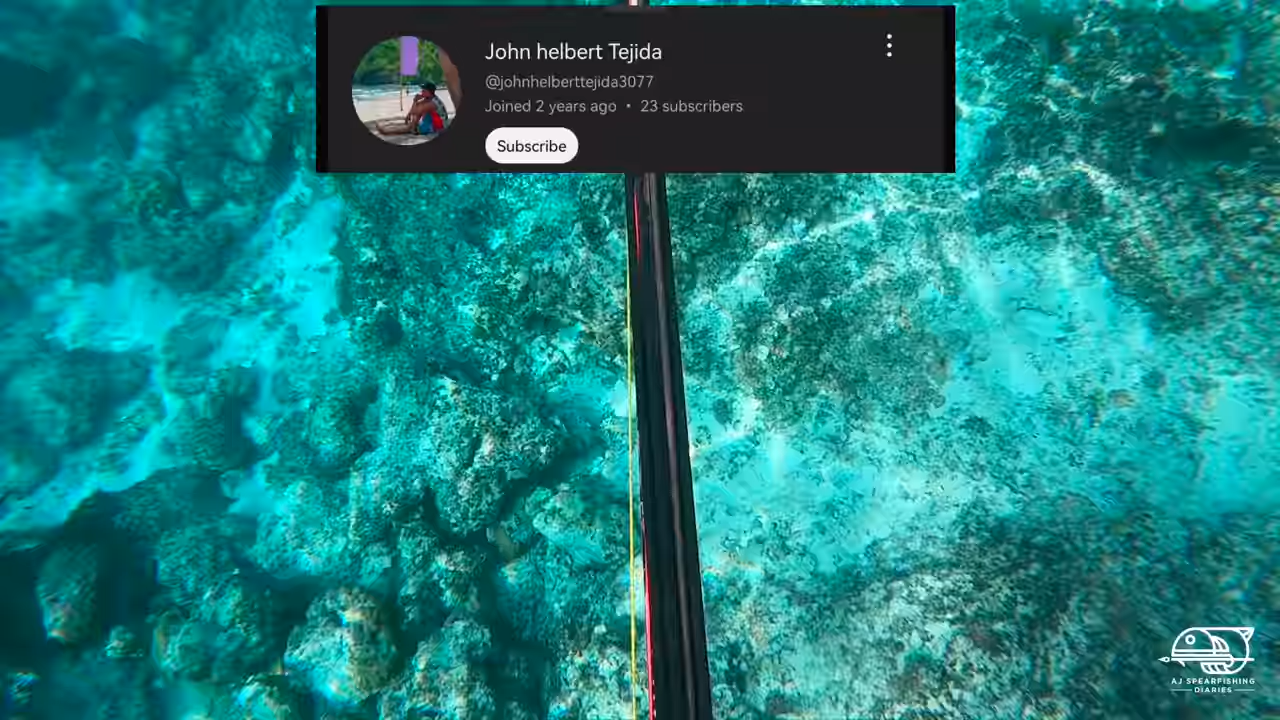 John helbert Tejida
@johnhelberttejida3077
Joined 2 years ago • 23 subscribers
Subscribe
AJ SPEARFISHING
DIARIES